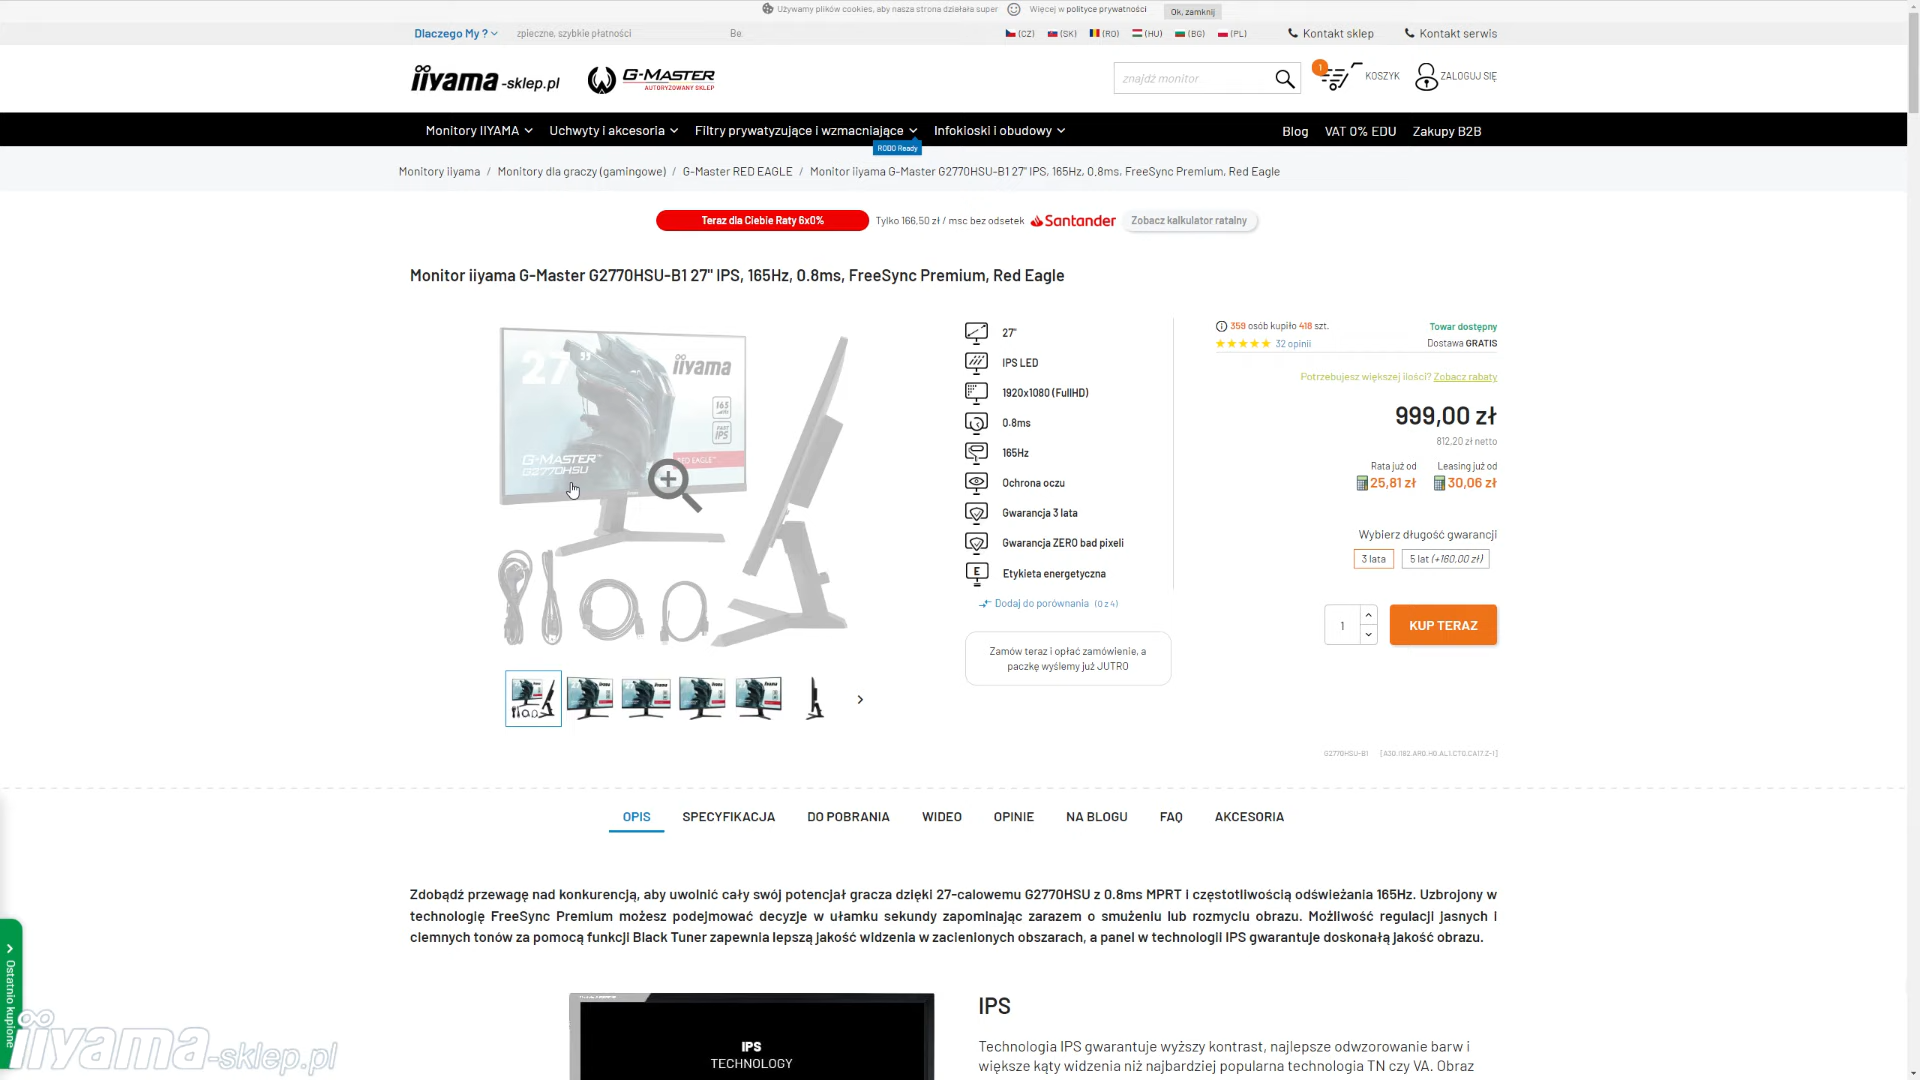 Używamy plików cookies, aby nasza strona działała super Więcej w polityce prywatności Ok, zamknij
Dlaczego My ? zpieczne, szybkie płatności Be (CZ) (SK) (RO) (HU) (BG) (PL) Kontakt sklep Kontakt serwis
iiyama-sklep.pl G-MASTER AUTORYZOWANY SKLEP znajdź monitor 1 KOSZYK ZALOGUJ SIĘ
Monitory IIYAMA Uchwyty i akcesoria Filtry prywatyzujące i wzmacniające Infokioski i obudowy Blog VAT 0% EDU Zakupy B2B
RODO Ready
Monitory iiyama / Monitory dla graczy (gamingowe) / G-Master RED EAGLE / Monitor iiyama G-Master G2770HSU-B1 27" IPS, 165Hz, 0.8ms, FreeSync Premium, Red Eagle
Teraz dla Ciebie Raty 6x0% Tylko 166,50 zł / msc bez odsetek Santander Zobacz kalkulator ratalny
Monitor iiyama G-Master G2770HSU-B1 27" IPS, 165Hz, 0.8ms, FreeSync Premium, Red Eagle
27"
iiyama
165
FAST IPS
RED EAGLE™
G-MASTER™
G2770HSU
27"
IPS LED
1920x1080 (FullHD)
0.8ms
165Hz
Ochrona oczu
Gwarancja 3 lata
Gwarancja ZERO bad pixeli
E Etykieta energetyczna
Dodaj do porównania (0 z 4)
Zamów teraz i opłać zamówienie, a
paczkę wyślemy już JUTRO
359 osób kupiło 418 szt. Towar dostępny
32 opinii Dostawa GRATIS
Potrzebujesz większej ilości? Zobacz rabaty
999,00 zł
812,20 zł netto
Rata już od Leasing już od
25,81 zł 30,06 zł
Wybierz długość gwarancji
3 lata 5 lat (+160,00 zł)
1 KUP TERAZ
G2770HSU-B1
OPIS SPECYFIKACJA DO POBRANIA WIDEO OPINIE NA BLOGU FAQ AKCESORIA
Zdobądź przewagę nad konkurencją, aby uwolnić cały swój potencjał gracza dzięki 27-calowemu G2770HSU z 0.8ms MPRT i częstotliwością odświeżania 165Hz. Uzbrojony w
technologię FreeSync Premium możesz podejmować decyzje w ułamku sekundy zapominając zarazem o smużeniu lub rozmyciu obrazu. Możliwość regulacji jasnych i
ciemnych tonów za pomocą funkcji Black Tuner zapewnia lepszą jakość widzenia w zacienionych obszarach, a panel w technologii IPS gwarantuje doskonałą jakość obrazu.
Ostatnio kupione
IPS
TECHNOLOGY
IPS
Technologia IPS gwarantuje wyższy kontrast, najlepsze odwzorowanie barw i
większe kąty widzenia niż najbardziej popularna technologia TN czy VA. Obraz
iiyama-sklep.pl